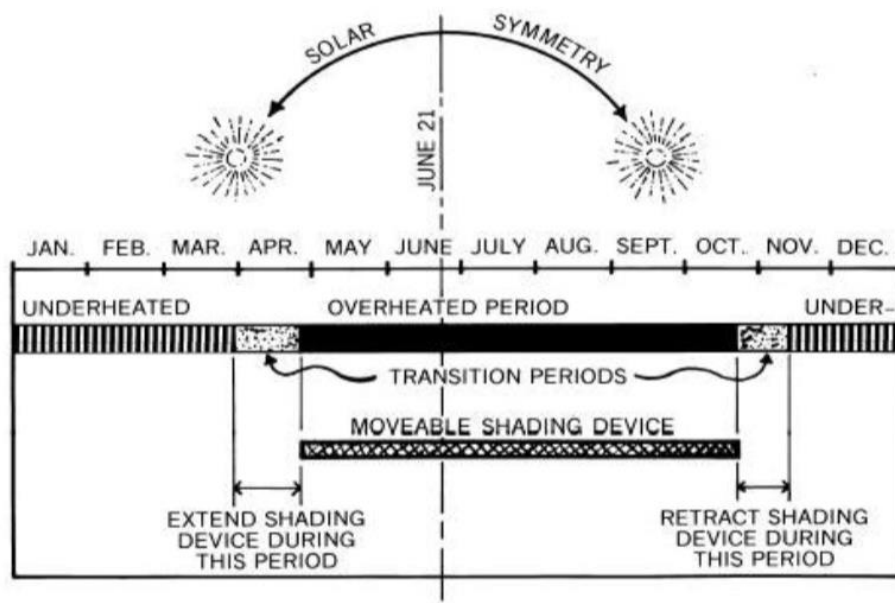 SOLAR SYMMETRY
JUNE 21
JAN. FEB. MAR. APR. MAY JUNE JULY AUG. SEPT. OCT. NOV. DEC.
UNDERHEATED OVERHEATED PERIOD UNDER-
TRANSITION PERIODS
MOVEABLE SHADING DEVICE
EXTEND SHADING
DEVICE DURING
THIS PERIOD
RETRACT SHADING
DEVICE DURING
THIS PERIOD